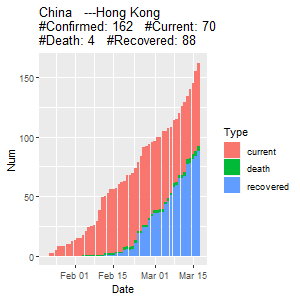 China ---Hong Kong
#Confirmed: 162 #Current: 70
#Death: 4 #Recovered: 88
150
100
50
0
Num
Feb 01 Feb 15 Mar 01 Mar 15
Date
Type
current
death
recovered